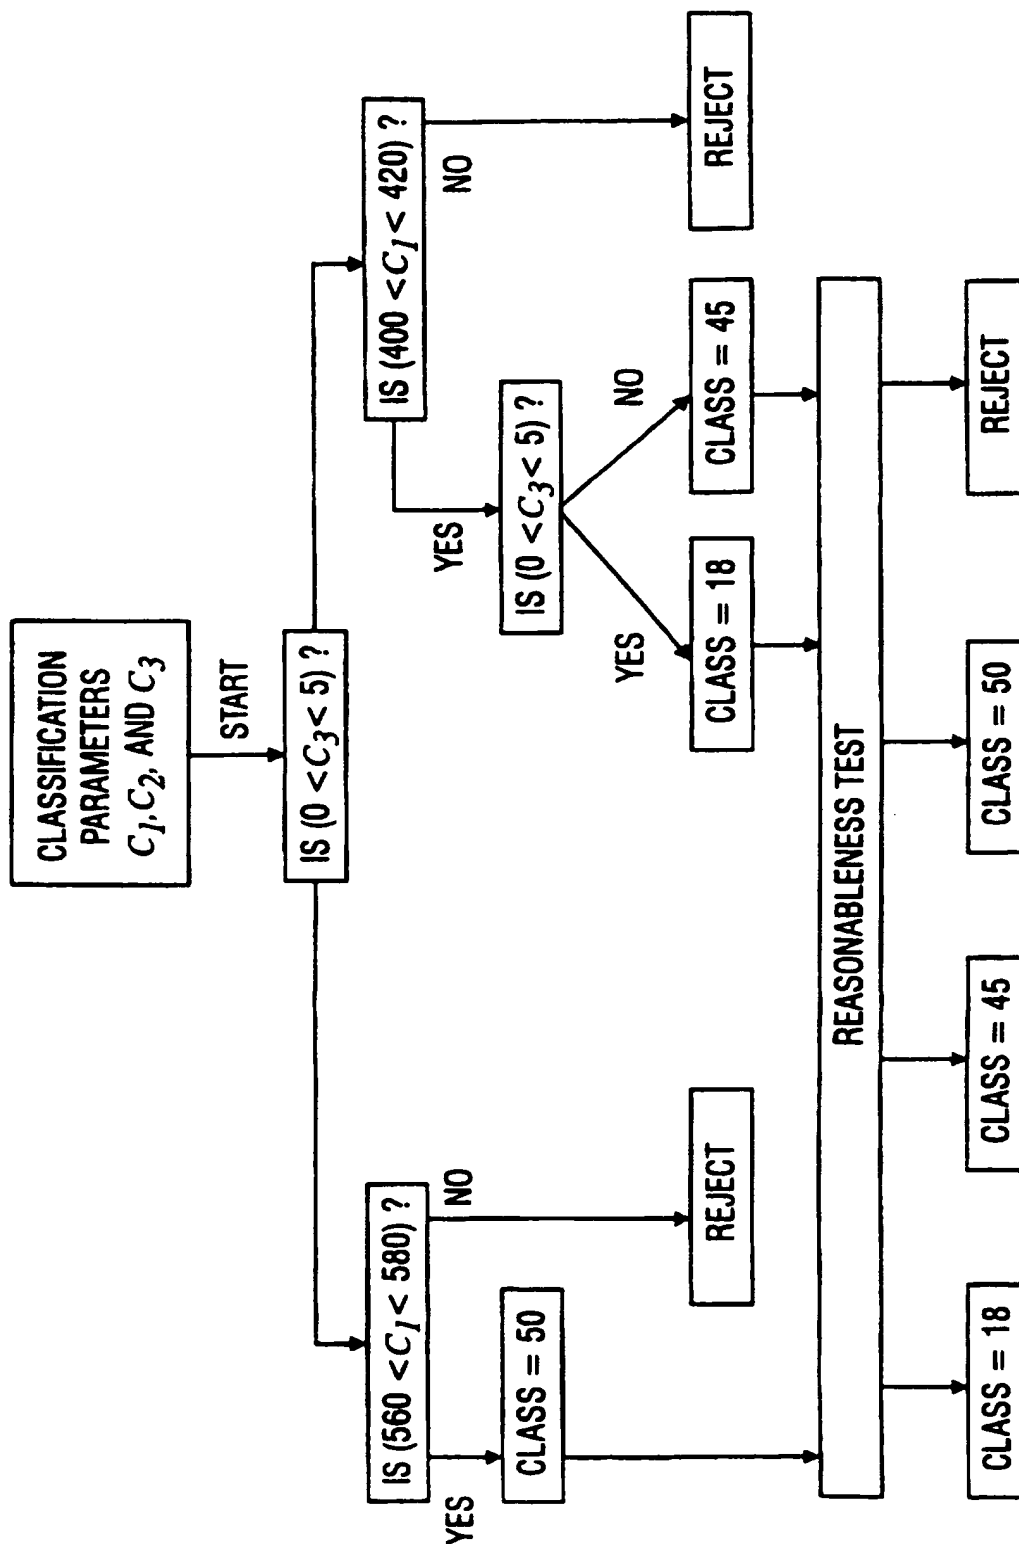 CLASSIFICATION
PARAMETERS
C1, C2, AND C3
START
IS (0 < C3 < 5) ?
IS (560 < C1 < 580) ?
IS (400 < C1 < 420) ?
YES
NO
YES
NO
CLASS = 50
IS (0 < C3 < 5) ?
YES
NO
REJECT
CLASS = 18
CLASS = 45
REJECT
REASONABLENESS TEST
CLASS = 18
CLASS = 45
CLASS = 50
REJECT